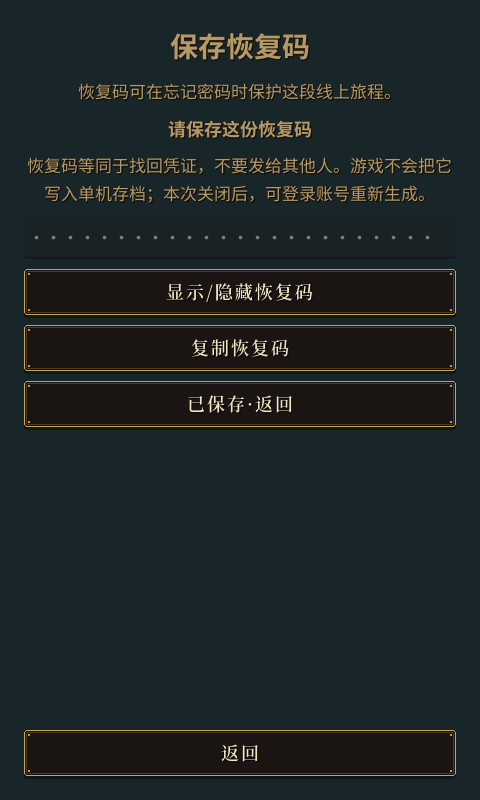 保存恢复码
恢复码可在忘记密码时保护这段线上旅程。
请保存这份恢复码
恢复码等同于找回凭证，不要发给其他人。游戏不会把它
写入单机存档；本次关闭后，可登录账号重新生成。
显示/隐藏恢复码
复制恢复码
已保存·返回
返回